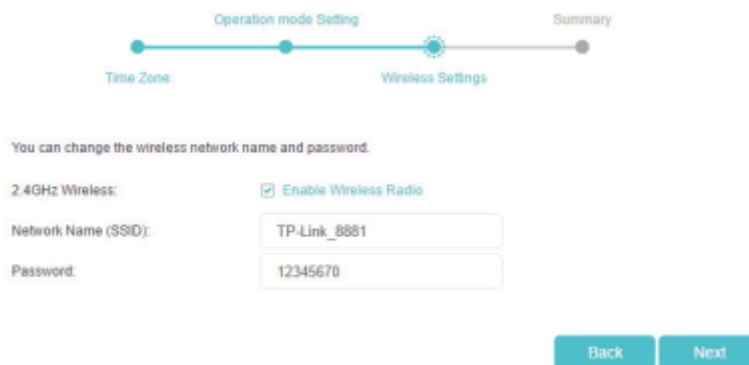 Operation mode Setting
Summary
Time Zone
Wireless Settings
You can change the wireless network name and password.
2.4GHz Wireless:
Enable Wireless Radio
Network Name (SSID):
TP-Link_8881
Password:
12345670
Back
Next